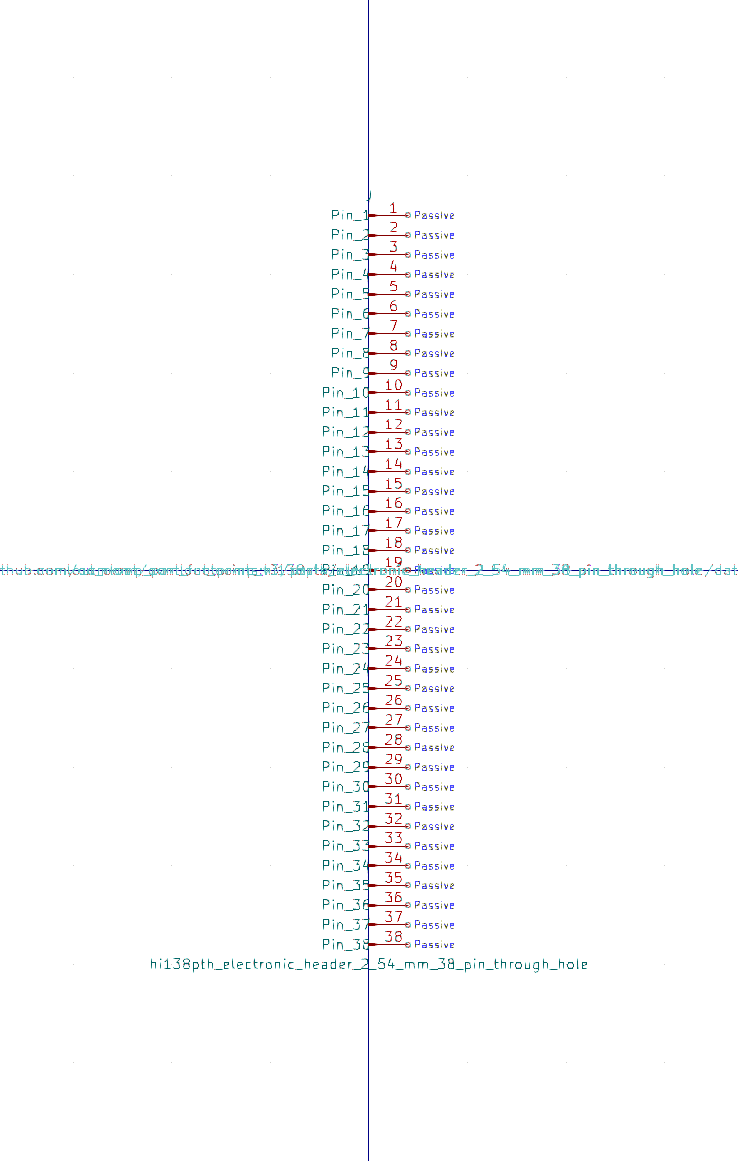 J
Pin_1 1 Passive
Pin_2 2 Passive
Pin_3 3 Passive
Pin_4 4 Passive
Pin_5 5 Passive
Pin_6 6 Passive
Pin_7 7 Passive
Pin_8 8 Passive
Pin_9 9 Passive
Pin_10 10 Passive
Pin_11 11 Passive
Pin_12 12 Passive
Pin_13 13 Passive
Pin_14 14 Passive
Pin_15 15 Passive
Pin_16 16 Passive
Pin_17 17 Passive
Pin_18 18 Passive
19
Pin_20 20 Passive
Pin_21 21 Passive
Pin_22 22 Passive
Pin_23 23 Passive
Pin_24 24 Passive
Pin_25 25 Passive
Pin_26 26 Passive
Pin_27 27 Passive
Pin_28 28 Passive
Pin_29 29 Passive
Pin_30 30 Passive
Pin_31 31 Passive
Pin_32 32 Passive
Pin_33 33 Passive
Pin_34 34 Passive
Pin_35 35 Passive
Pin_36 36 Passive
Pin_37 37 Passive
Pin_38 38 Passive
hi138pth_electronic_header_2_54_mm_38_pin_through_hole